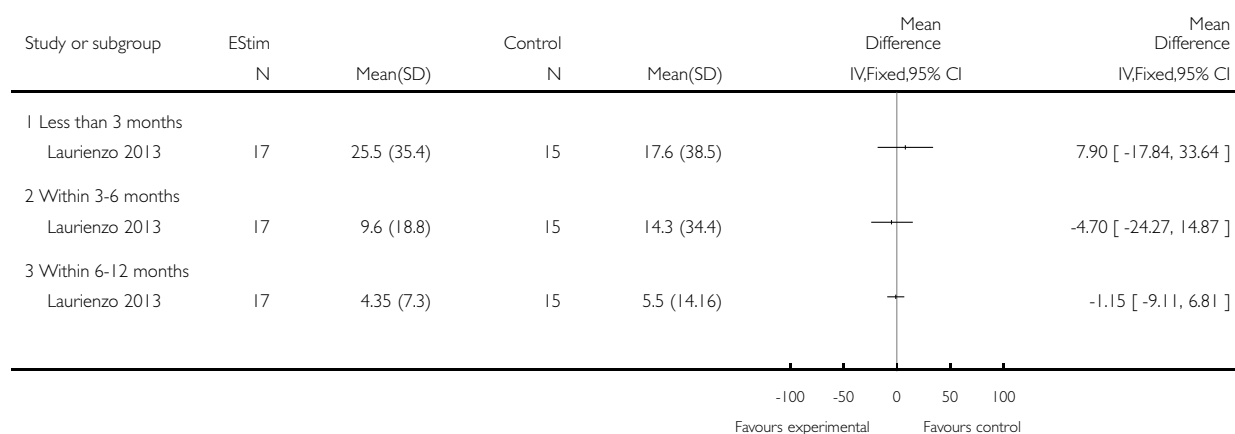 Study or subgroup EStim Control Mean Difference Mean Difference
N Mean(SD) N Mean(SD) IV,Fixed,95% CI IV,Fixed,95% CI
1 Less than 3 months
Laurienzo 2013 17 25.5 (35.4) 15 17.6 (38.5) 7.90 [ -17.84, 33.64 ]
2 Within 3-6 months
Laurienzo 2013 17 9.6 (18.8) 15 14.3 (34.4) -4.70 [ -24.27, 14.87 ]
3 Within 6-12 months
Laurienzo 2013 17 4.35 (7.3) 15 5.5 (14.16) -1.15 [ -9.11, 6.81 ]
-100 -50 0 50 100
Favours experimental Favours control